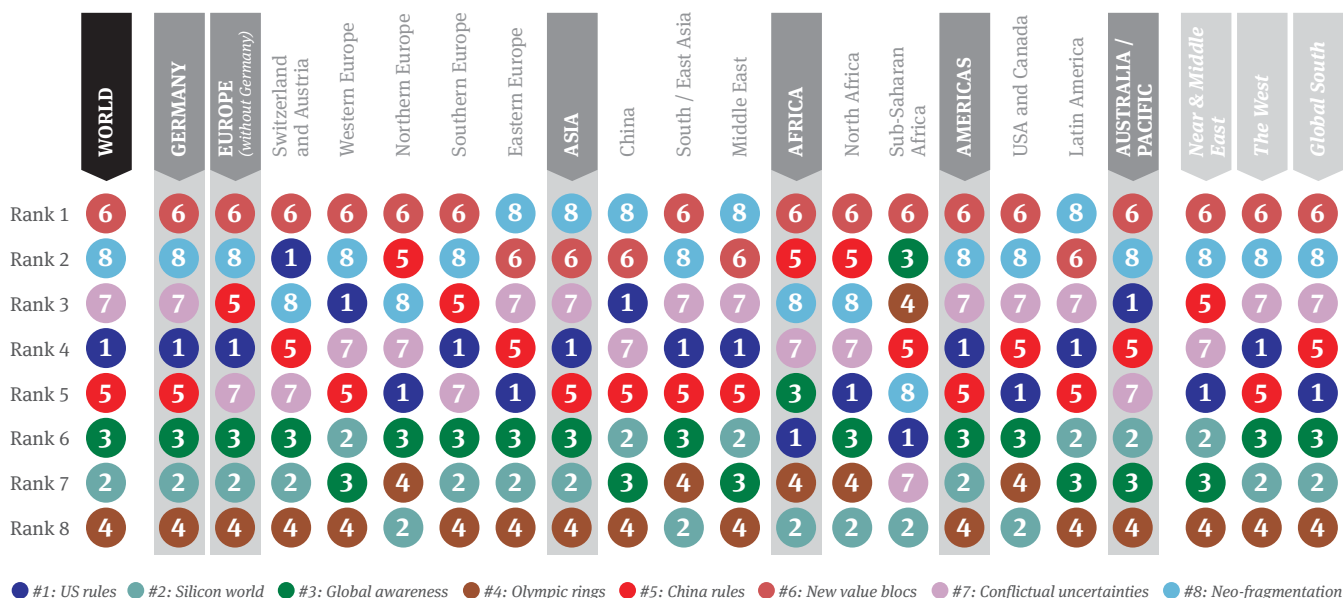 WORLD
GERMANY
EUROPE
(without Germany)
Switzerland
and Austria
Western Europe
Northern Europe
Southern Europe
Eastern Europe
ASIA
China
South / East Asia
Middle East
AFRICA
North Africa
Sub-Saharan
Africa
AMERICAS
USA and Canada
Latin America
AUSTRALIA /
PACIFIC
Near & Middle
East
The West
Global South
Rank 1 6 6 6 6 6 6 6 8 8 8 6 8 6 6 6 6 6 8 6 6 6 6
Rank 2 8 8 8 1 8 5 8 6 6 6 8 6 5 5 3 8 8 6 8 8 8 8
Rank 3 7 7 5 8 1 8 5 7 7 1 7 7 8 8 4 7 7 7 1 5 7 7
Rank 4 1 1 1 5 7 7 1 5 1 7 1 1 7 7 5 1 5 1 5 7 1 5
Rank 5 5 5 7 7 5 1 7 1 5 5 5 5 3 1 8 5 1 5 7 1 5 1
Rank 6 3 3 3 3 2 3 3 3 3 2 3 2 1 3 1 3 3 2 2 2 3 3
Rank 7 2 2 2 2 3 4 2 2 2 3 4 3 4 4 7 2 4 3 3 3 2 2
Rank 8 4 4 4 4 4 2 4 4 4 4 2 4 2 2 2 4 2 4 4 4 4 4
#1: US rules #2: Silicon world #3: Global awareness #4: Olympic rings #5: China rules #6: New value blocs #7: Conflictual uncertainties #8: Neo-fragmentation